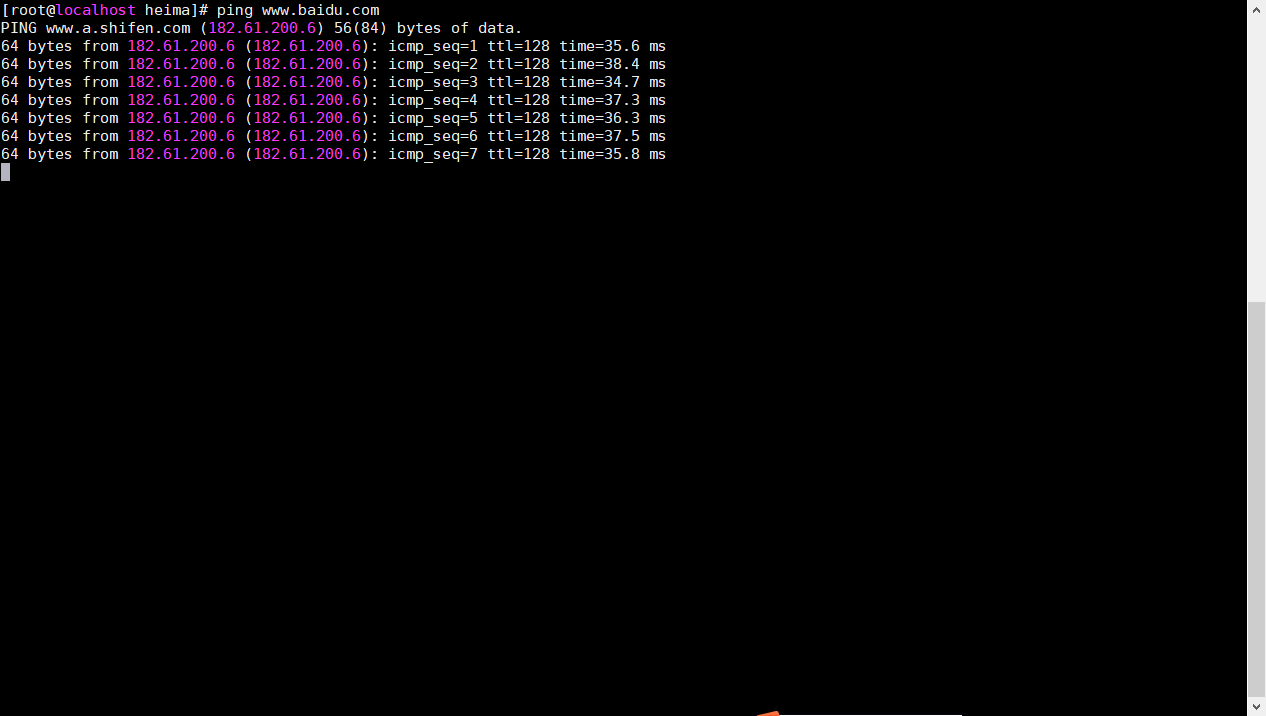 [root@localhost heima]# ping www.baidu.com
PING www.a.shifen.com (182.61.200.6) 56(84) bytes of data.
64 bytes from 182.61.200.6 (182.61.200.6): icmp_seq=1 ttl=128 time=35.6 ms
64 bytes from 182.61.200.6 (182.61.200.6): icmp_seq=2 ttl=128 time=38.4 ms
64 bytes from 182.61.200.6 (182.61.200.6): icmp_seq=3 ttl=128 time=34.7 ms
64 bytes from 182.61.200.6 (182.61.200.6): icmp_seq=4 ttl=128 time=37.3 ms
64 bytes from 182.61.200.6 (182.61.200.6): icmp_seq=5 ttl=128 time=36.3 ms
64 bytes from 182.61.200.6 (182.61.200.6): icmp_seq=6 ttl=128 time=37.5 ms
64 bytes from 182.61.200.6 (182.61.200.6): icmp_seq=7 ttl=128 time=35.8 ms